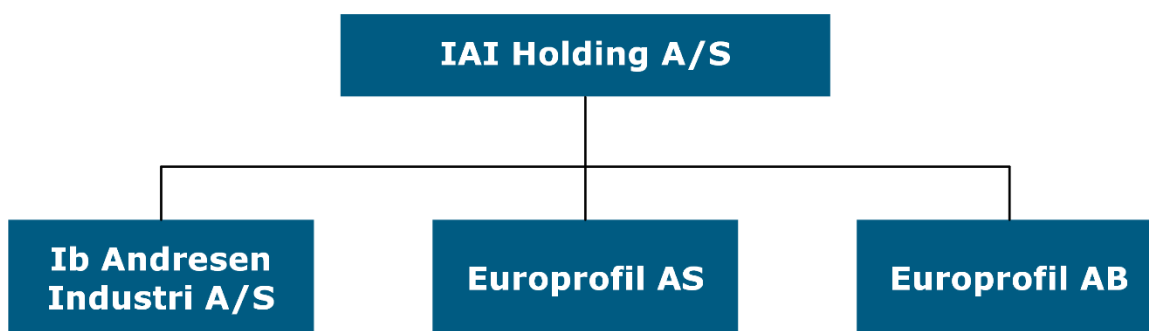 IAI Holding A/S
Ib Andresen
Industri A/S
Europrofil AS
Europrofil AB